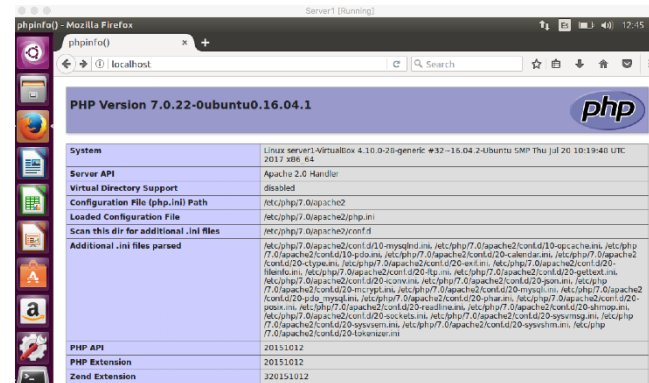 Server1 [Running]
phpinfo() - Mozilla Firefox
Es
12:45
phpinfo() × +
localhost
Search
PHP Version 7.0.22-0ubuntu0.16.04.1
php
System Linux server1-VirtualBox 4.10.0-28-generic #32~16.04.2-Ubuntu SMP Thu Jul 20 10:19:48 UTC
2017 x86_64
Server API Apache 2.0 Handler
Virtual Directory Support disabled
Configuration File (php.ini) Path /etc/php/7.0/apache2
Loaded Configuration File /etc/php/7.0/apache2/php.ini
Scan this dir for additional .ini files /etc/php/7.0/apache2/conf.d
Additional .ini files parsed /etc/php/7.0/apache2/conf.d/10-mysqlnd.ini, /etc/php/7.0/apache2/conf.d/10-opcache.ini, /etc/php
/7.0/apache2/conf.d/10-pdo.ini, /etc/php/7.0/apache2/conf.d/20-calendar.ini, /etc/php/7.0/apache2
/conf.d/20-ctype.ini, /etc/php/7.0/apache2/conf.d/20-exif.ini, /etc/php/7.0/apache2/conf.d/20-
fileinfo.ini, /etc/php/7.0/apache2/conf.d/20-ftp.ini, /etc/php/7.0/apache2/conf.d/20-gettext.ini,
/etc/php/7.0/apache2/conf.d/20-iconv.ini, /etc/php/7.0/apache2/conf.d/20-json.ini, /etc/php
/7.0/apache2/conf.d/20-mcrypt.ini, /etc/php/7.0/apache2/conf.d/20-mysqli.ini, /etc/php/7.0/apache2
/conf.d/20-pdo_mysql.ini, /etc/php/7.0/apache2/conf.d/20-phar.ini, /etc/php/7.0/apache2/conf.d/20-
posix.ini, /etc/php/7.0/apache2/conf.d/20-readline.ini, /etc/php/7.0/apache2/conf.d/20-shmop.ini,
/etc/php/7.0/apache2/conf.d/20-sockets.ini, /etc/php/7.0/apache2/conf.d/20-sysvmsg.ini, /etc/php
/7.0/apache2/conf.d/20-sysvsem.ini, /etc/php/7.0/apache2/conf.d/20-sysvshm.ini, /etc/php
/7.0/apache2/conf.d/20-tokenizer.ini
PHP API 20151012
PHP Extension 20151012
Zend Extension 320151012